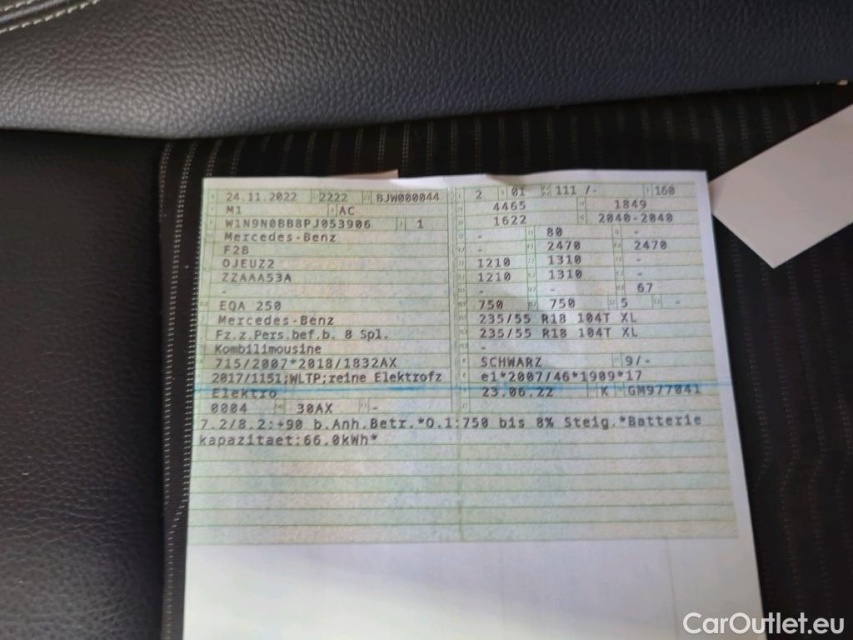 24.11.2022 2222 BJW000044 2 01 111 /- 160
M1 AC 4465 1849
W1N9N0BB8PJ053906 1 1622 2040-2040
Mercedes-Benz - 80 -
F2B - 2470 2470
OJEUZ2 1210 1310 -
ZZAAA53A 1210 1310 -
- - - 67
EQA 250 750 750 5 -
Mercedes-Benz 235/55 R18 104T XL
Fz.z.Pers.bef.b. 8 Spl. 235/55 R18 104T XL
Kombilimousine -
715/2007*2018/1832AX SCHWARZ 9/-
2017/1151;WLTP;reine Elektrofz e1*2007/46*1909*17
Elektro 23.06.22 K GM977041
0004 30AX -
7.2/8.2:+90 b.Anh.Betr.*O.1:750 bis 8% Steig.*Batterie
kapazitaet:66.0kWh*
CarOutlet.eu